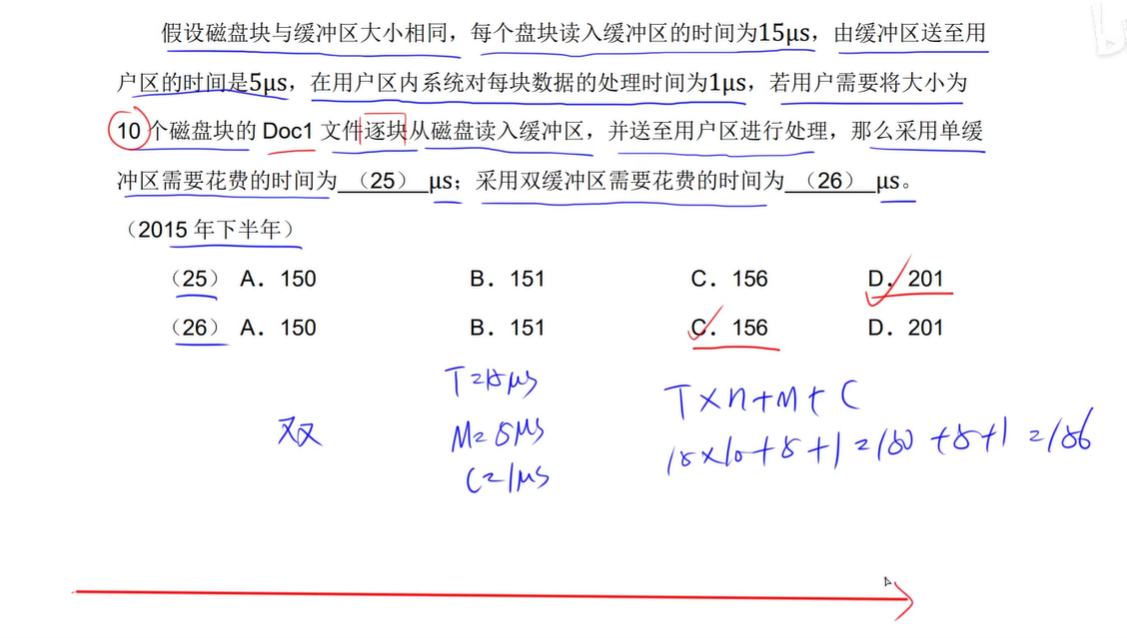 假设磁盘块与缓冲区大小相同，每个盘块读入缓冲区的时间为15μs，由缓冲区送至用
户区的时间是5μs，在用户区内系统对每块数据的处理时间为1μs，若用户需要将大小为
10个磁盘块的 Doc1 文件逐块从磁盘读入缓冲区，并送至用户区进行处理，那么采用单缓
冲区需要花费的时间为（25）μs；采用双缓冲区需要花费的时间为（26）μs。
（2015 年下半年）
（25） A．150 B．151 C．156 D．201
（26） A．150 B．151 C．156 D．201
T=15μs
T×n+M+C
双
M=5μs
15×10+5+1=150+5+1=156
C=1μs